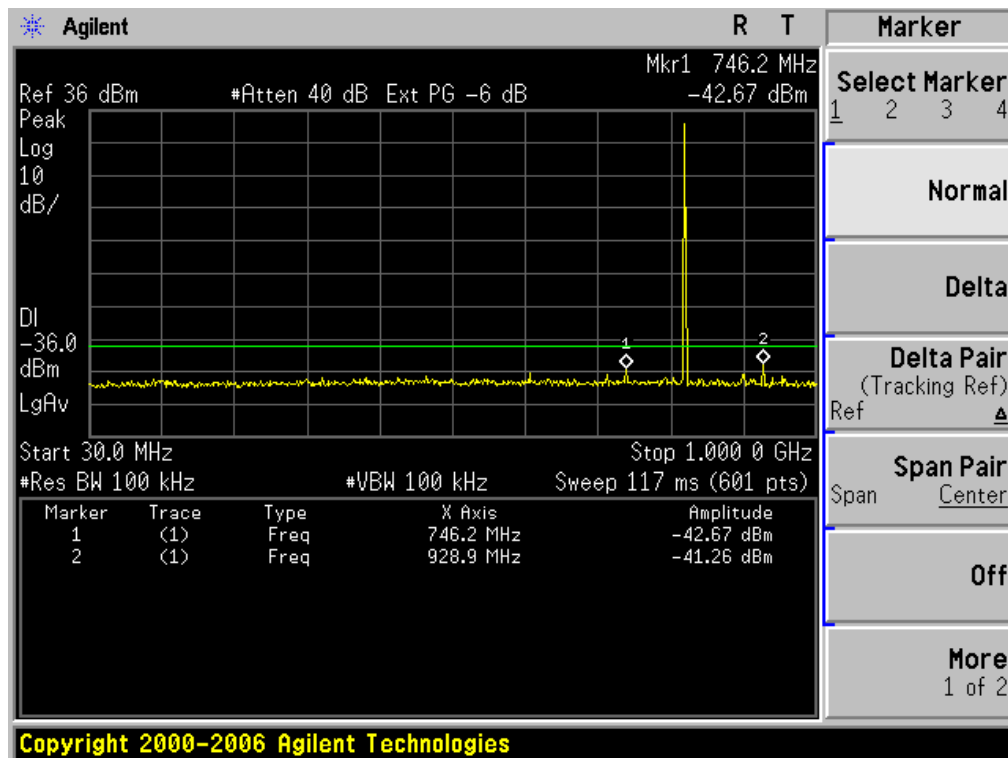 Agilent R T
Mkr1 746.2 MHz
Ref 36 dBm #Atten 40 dB Ext PG -6 dB -42.67 dBm
Peak
Log
10
dB/
DI
-36.0
dBm
LgAv
1
2
Start 30.0 MHz Stop 1.000 0 GHz
#Res BW 100 kHz #VBW 100 kHz Sweep 117 ms (601 pts)
Marker Trace Type X Axis Amplitude
1 (1) Freq 746.2 MHz -42.67 dBm
2 (1) Freq 928.9 MHz -41.26 dBm
Marker
Select Marker
1 2 3 4
Normal
Delta
Delta Pair
(Tracking Ref)
Ref Δ
Span Pair
Span Center
Off
More
1 of 2
Copyright 2000-2006 Agilent Technologies